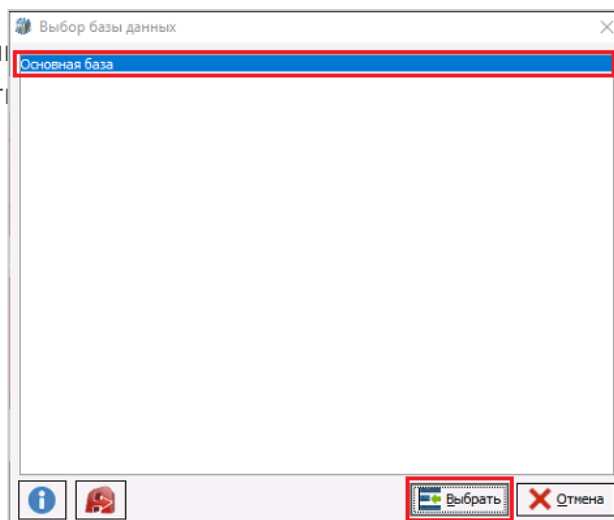 Выбор базы данных
Основная база
Выбрать
Отмена